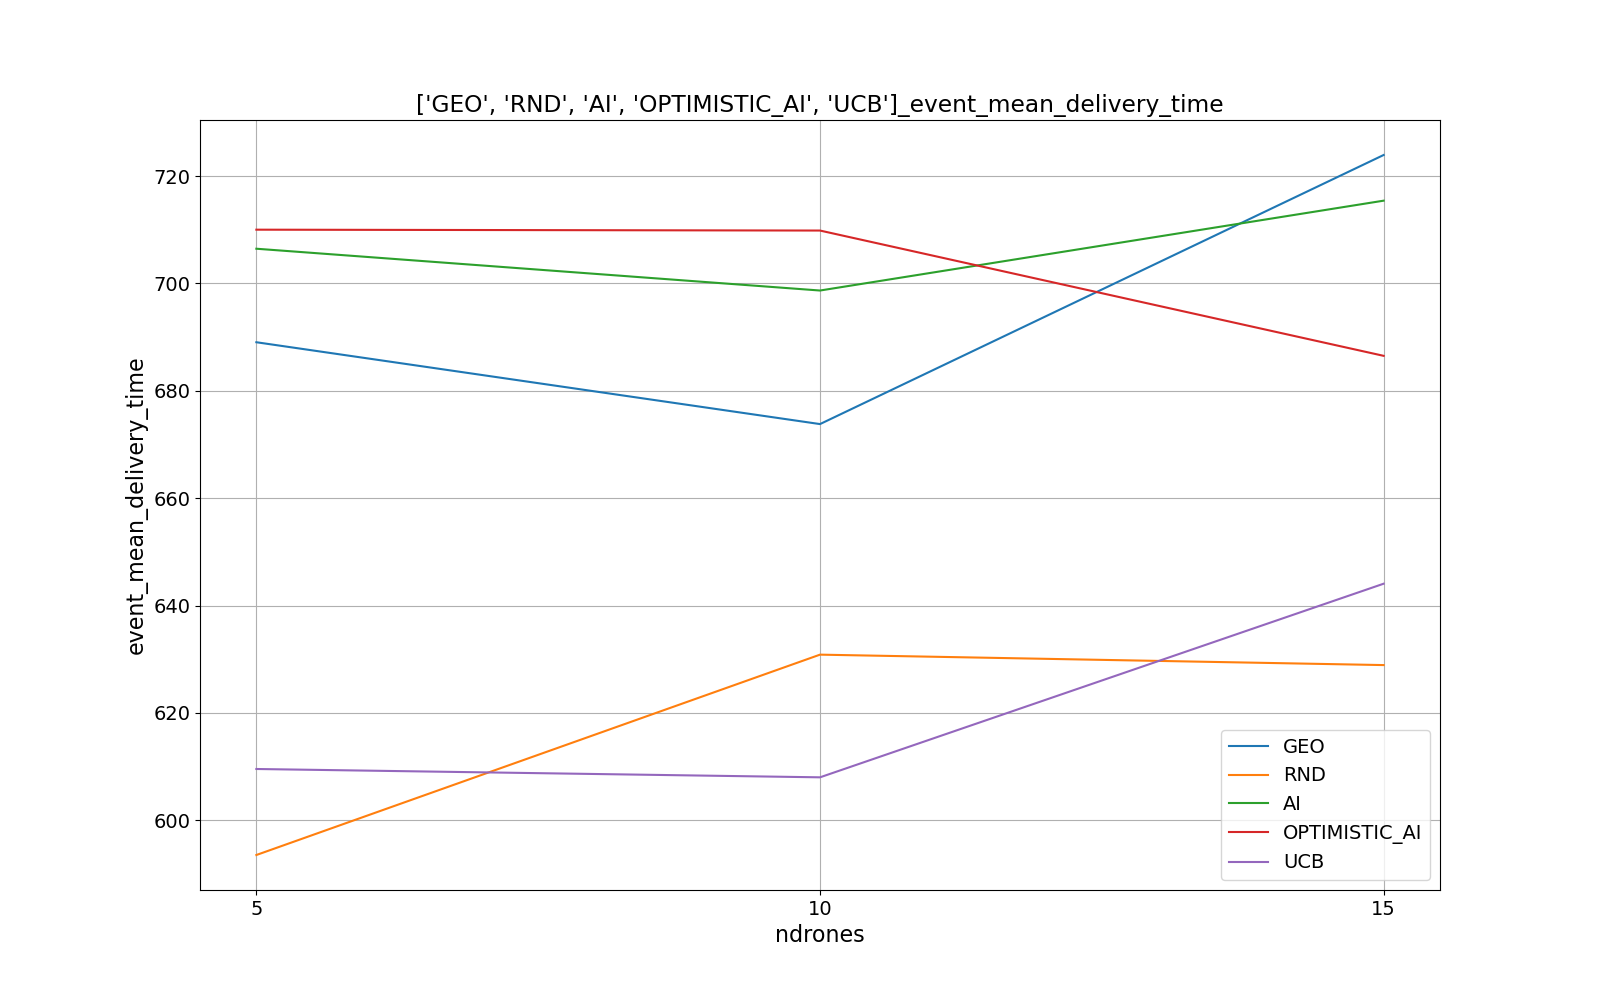 ['GEO', 'RND', 'AI', 'OPTIMISTIC_AI', 'UCB']_event_mean_delivery_time
event_mean_delivery_time
720
700
680
660
640
620
600
5
10
15
ndrones
GEO
RND
AI
OPTIMISTIC_AI
UCB